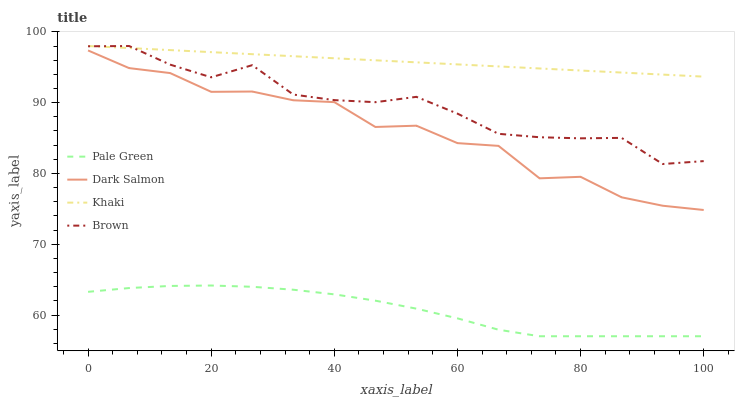 title
100
90
80
70
60
0
20
40
60
80
100
xaxis_label
yaxis_label
Pale Green
Dark Salmon
Khaki
Brown